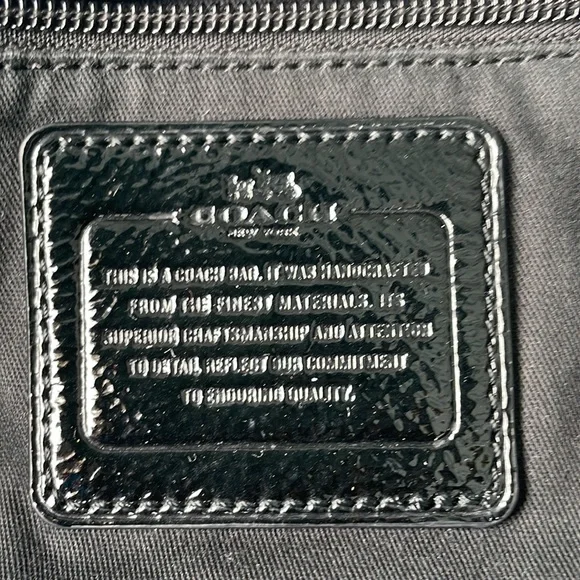 COACH
NEW YORK
THIS IS A COACH BAG. IT WAS HANDCRAFTED
FROM THE FINEST MATERIALS. ITS
SUPERIOR CRAFTSMANSHIP AND ATTENTION
TO DETAIL REFLECT OUR COMMITMENT
TO ENDURING QUALITY.